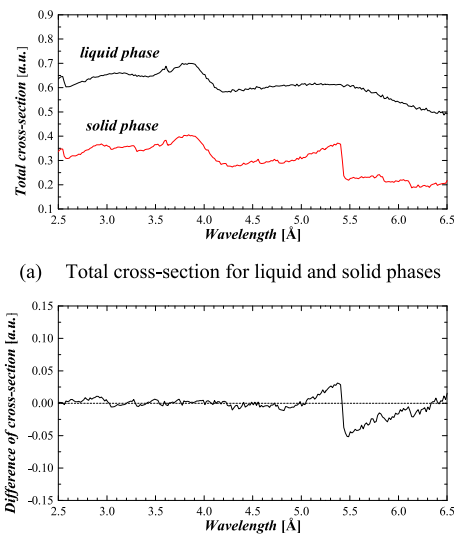 Total cross-section [a.u.]
0.9
0.8
0.7
0.6
0.5
0.4
0.3
0.2
0.1
liquid phase
solid phase
2.5 3.0 3.5 4.0 4.5 5.0 5.5 6.0 6.5
Wavelength [Å]
(a) Total cross-section for liquid and solid phases
Difference of cross-section [a.u.]
0.15
0.10
0.05
0.00
-0.05
-0.10
-0.15
2.5 3.0 3.5 4.0 4.5 5.0 5.5 6.0 6.5
Wavelength [Å]